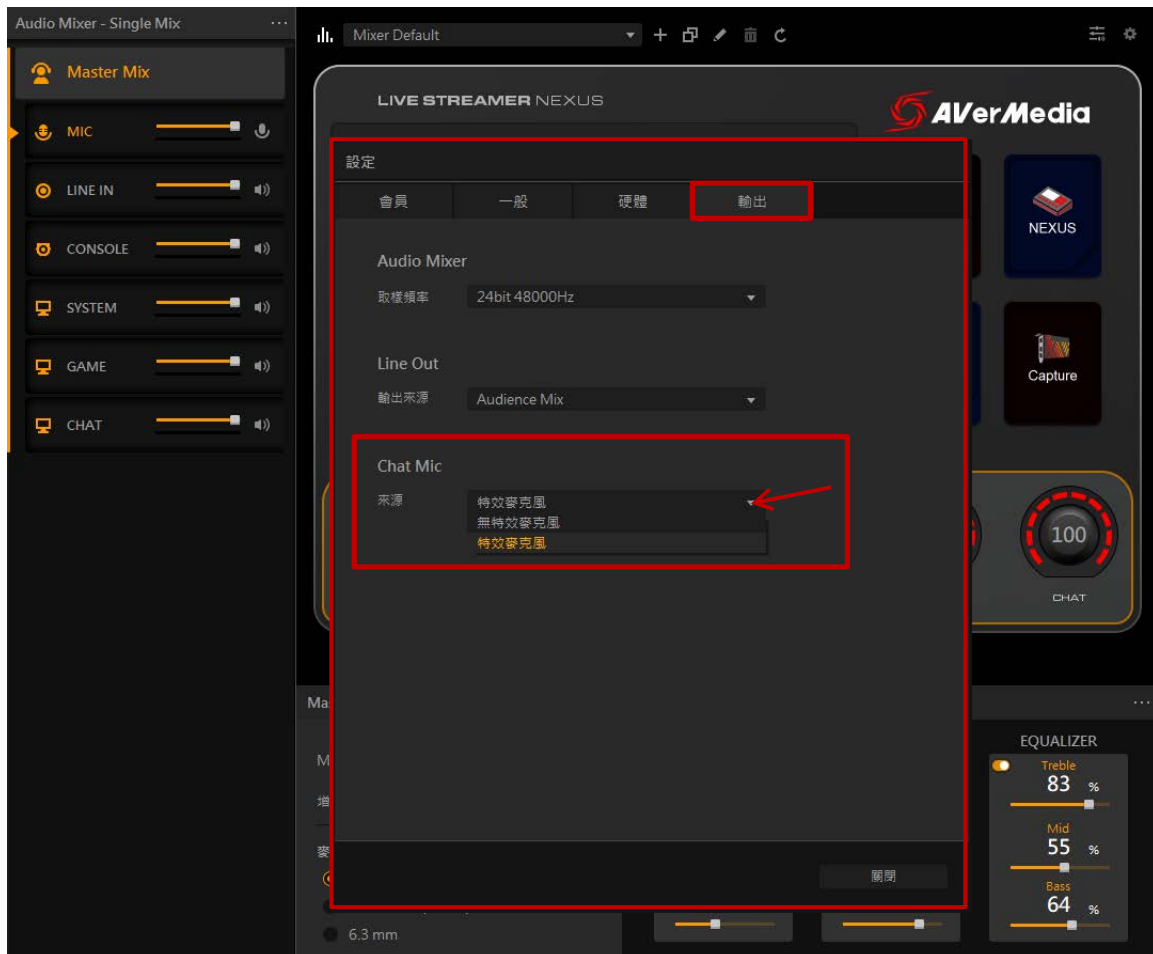 Audio Mixer - Single Mix
Master Mix
MIC
LINE IN
CONSOLE
SYSTEM
GAME
CHAT
Mixer Default
LIVE STREAMER NEXUS
AVerMedia
設定
會員
一般
硬體
輸出
Audio Mixer
取樣頻率 24bit 48000Hz
Line Out
輸出來源 Audience Mix
Chat Mic
來源 特效麥克風
無特效麥克風
特效麥克風
關閉
NEXUS
Capture
100
CHAT
6.3 mm
EQUALIZER
Treble
83 %
Mid
55 %
Bass
64 %